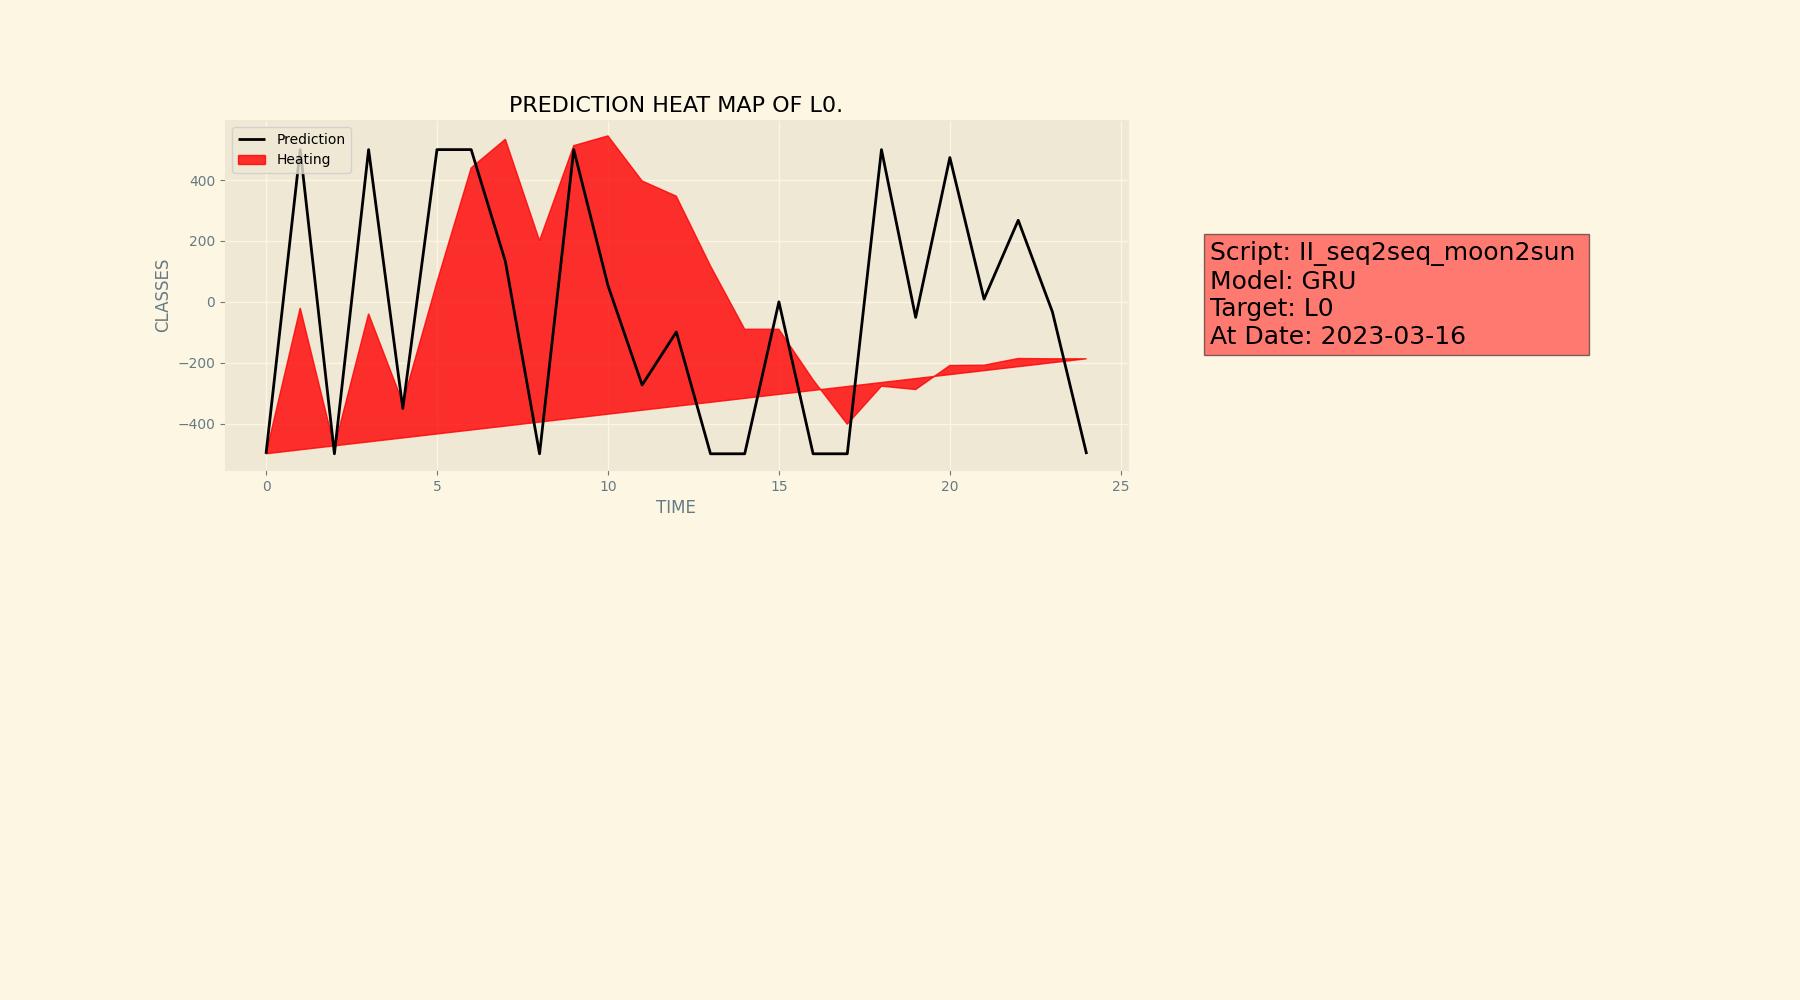 PREDICTION HEAT MAP OF L0.
Prediction
Heating
CLASSES
400
200
0
−200
−400
0 5 10 15 20 25
TIME
Script: II_seq2seq_moon2sun
Model: GRU
Target: L0
At Date: 2023-03-16